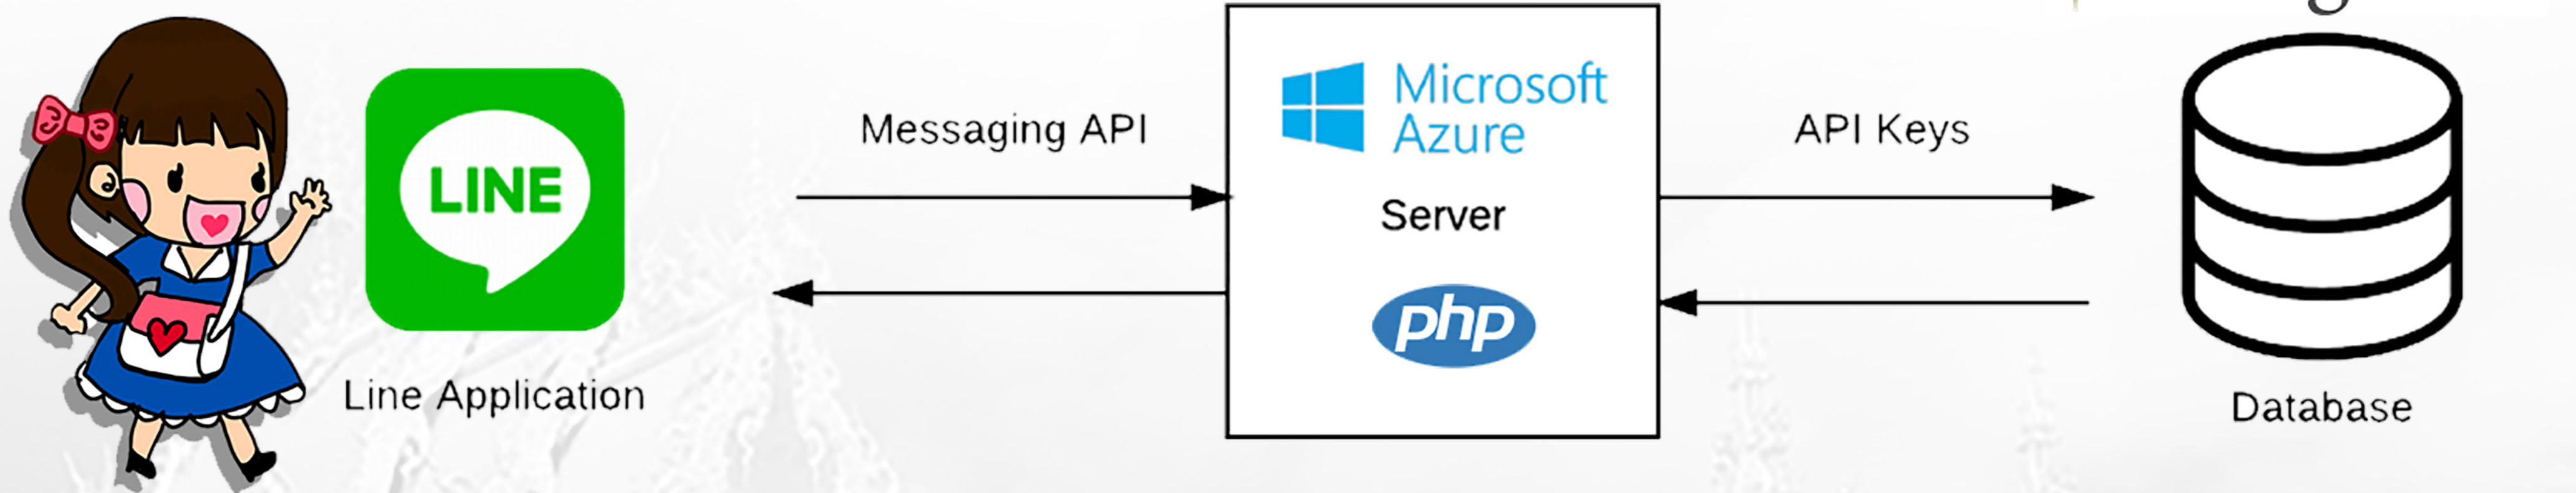 LINE
Line Application
Messaging API
Microsoft
Azure
Server
php
API Keys
Database